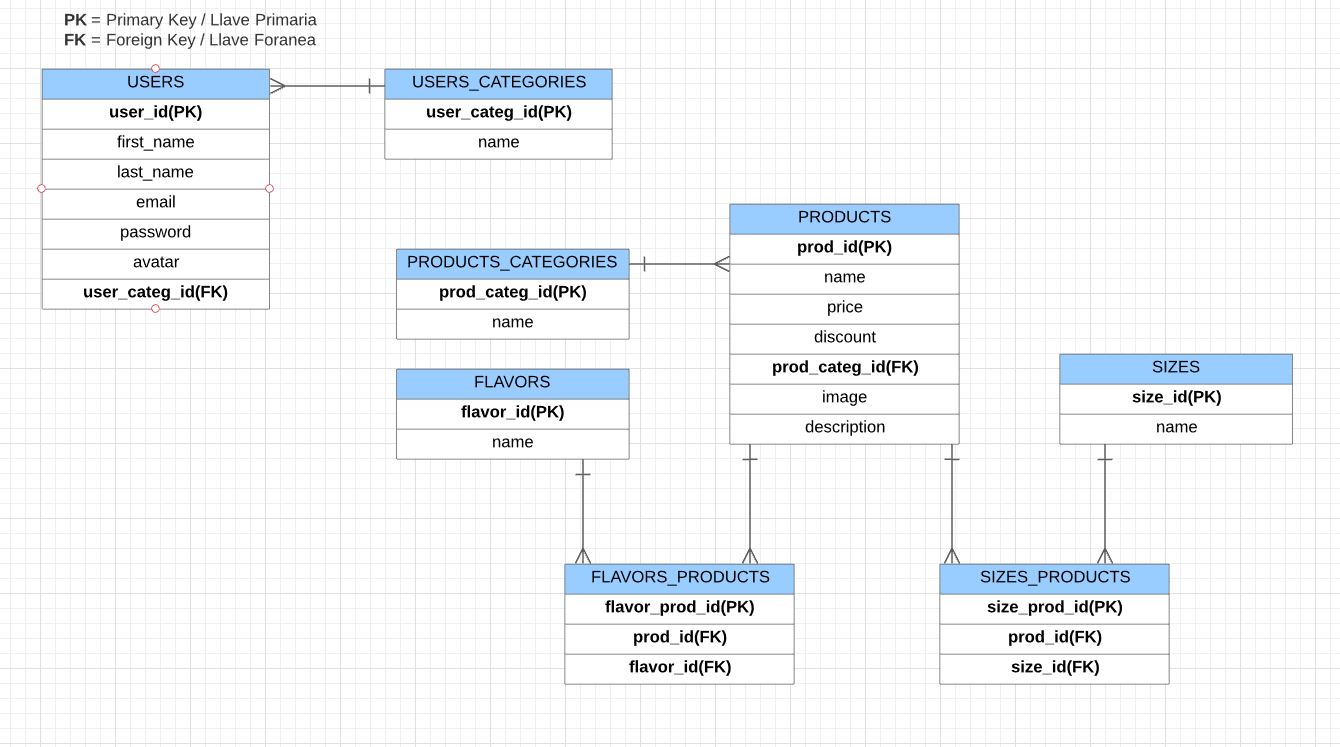 PK = Primary Key / Llave Primaria
FK = Foreign Key / Llave Foranea
USERS
user_id(PK)
first_name
last_name
email
password
avatar
user_categ_id(FK)
USERS_CATEGORIES
user_categ_id(PK)
name
PRODUCTS_CATEGORIES
prod_categ_id(PK)
name
FLAVORS
flavor_id(PK)
name
PRODUCTS
prod_id(PK)
name
price
discount
prod_categ_id(FK)
image
description
SIZES
size_id(PK)
name
FLAVORS_PRODUCTS
flavor_prod_id(PK)
prod_id(FK)
flavor_id(FK)
SIZES_PRODUCTS
size_prod_id(PK)
prod_id(FK)
size_id(FK)